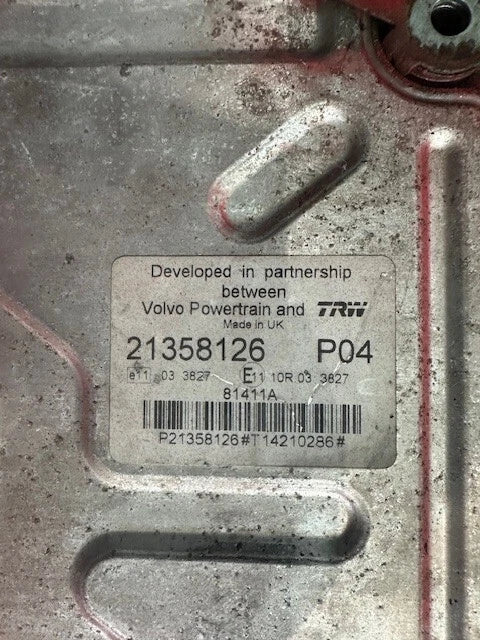 Developed in partnership
between
Volvo Powertrain and TRW
Made in UK
21358126 P04
e11 03 3827 E11 10R 03 3827
81411A
P21358126#T14210286#